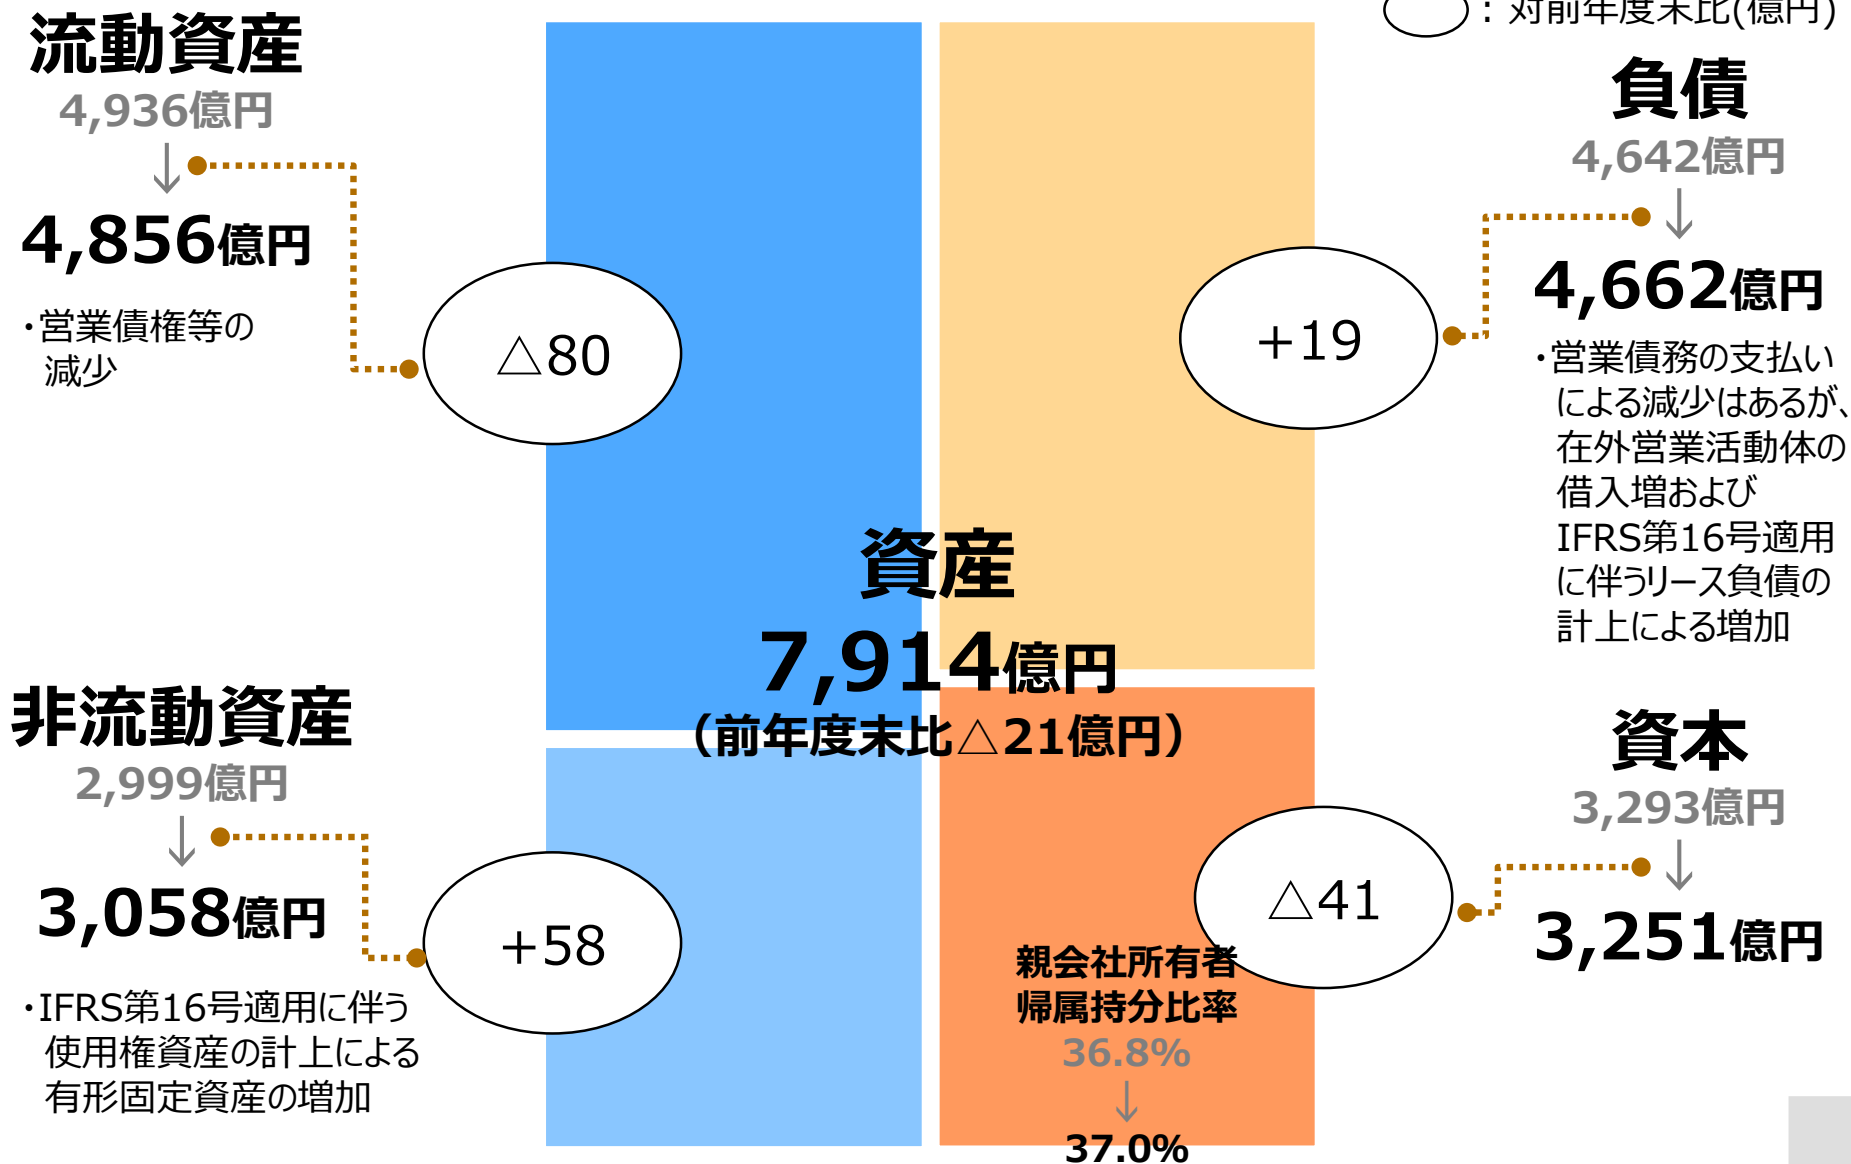 ：対前年度末比(億円)
流動資産
4,936億円
↓
4,856億円
・営業債権等の
減少
△80
非流動資産
2,999億円
↓
3,058億円
・IFRS第16号適用に伴う
使用権資産の計上による
有形固定資産の増加
+58
資産
7,914億円
（前年度末比△21億円）
負債
4,642億円
↓
4,662億円
・営業債務の支払い
による減少はあるが、
在外営業活動体の
借入増および
IFRS第16号適用
に伴うリース負債の
計上による増加
+19
資本
3,293億円
↓
3,251億円
△41
親会社所有者
帰属持分比率
36.8%
↓
37.0%